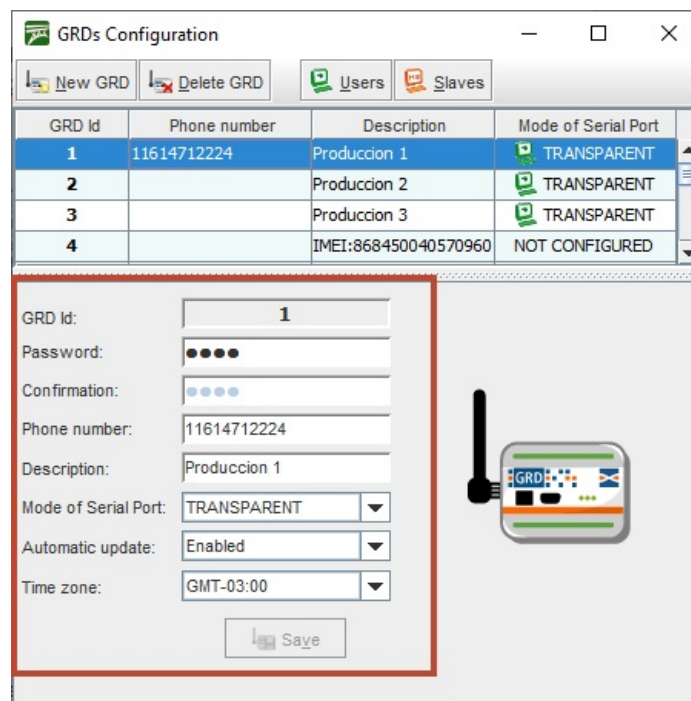 GRDs Configuration
New GRD Delete GRD Users Slaves
GRD Id Phone number Description Mode of Serial Port
1 11614712224 Produccion 1 TRANSPARENT
2 Produccion 2 TRANSPARENT
3 Produccion 3 TRANSPARENT
4 IMEI:868450040570960 NOT CONFIGURED
GRD Id: 1
Password: ●●●●
Confirmation: ●●●●
Phone number: 11614712224
Description: Produccion 1
Mode of Serial Port: TRANSPARENT
Automatic update: Enabled
Time zone: GMT-03:00
Save
GRD